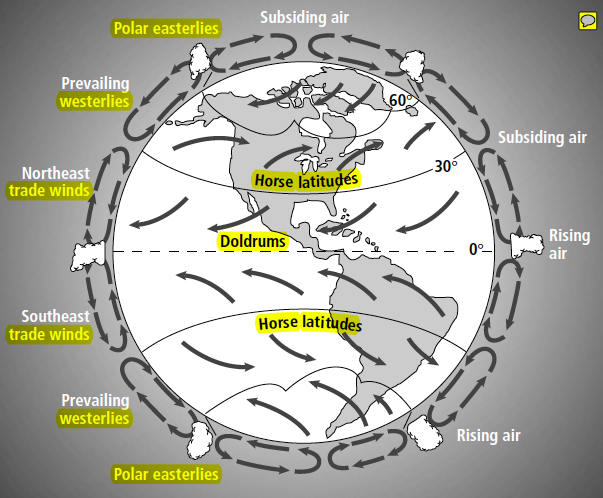 Subsiding air
Polar easterlies
Prevailing
westerlies
60°
Subsiding air
30°
Northeast
trade winds
Horse latitudes
Doldrums
0°
Rising
air
Southeast
trade winds
Horse latitudes
Prevailing
westerlies
Rising air
Polar easterlies